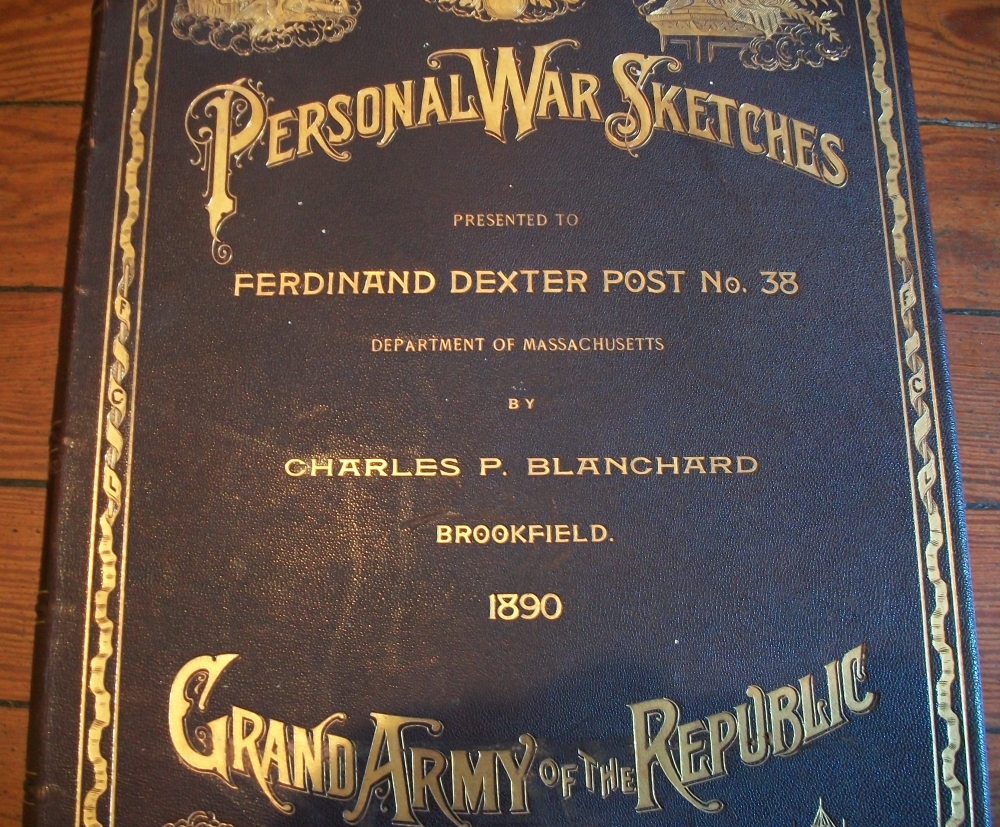 PERSONAL WAR SKETCHES
PRESENTED TO
FERDINAND DEXTER POST No. 38
DEPARTMENT OF MASSACHUSETTS
BY
CHARLES P. BLANCHARD
BROOKFIELD.
1890
GRAND ARMY OF THE REPUBLIC
F
C
L
F
C
L